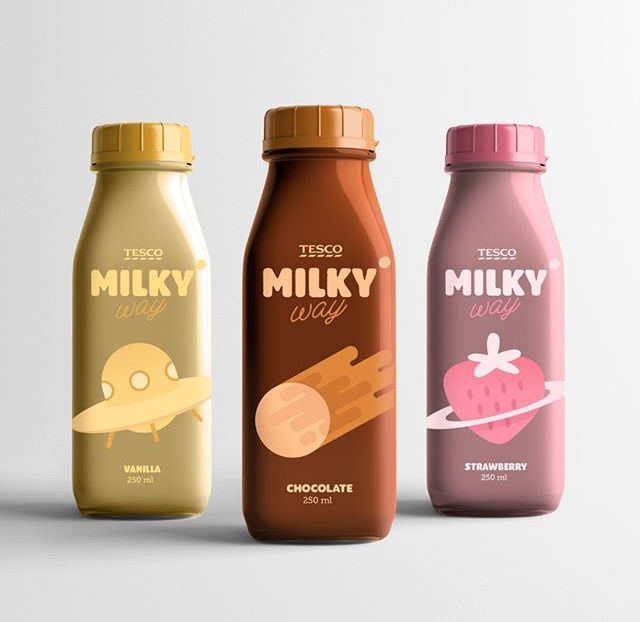 TESCO
MILKY
way
VANILLA
250 ml
TESCO
MILKY
way
CHOCOLATE
250 ml
TESCO
MILKY
way
STRAWBERRY
250 ml